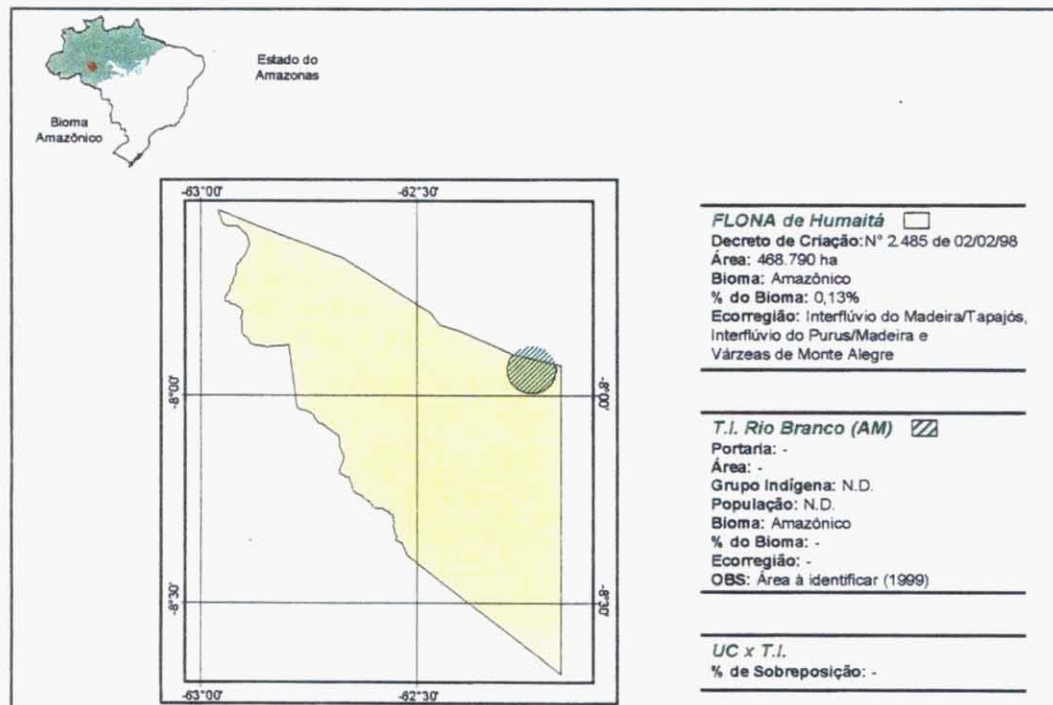 Estado do
Amazonas
Bioma
Amazônico
-63°00'
-62°30'
-8°00'
-8°00'
-8°30'
-8°30'
-63°00'
-62°30'
FLONA de Humaitá
Decreto de Criação: N° 2.485 de 02/02/98
Área: 468.790 ha
Bioma: Amazônico
% do Bioma: 0,13%
Ecorregião: Interflúvio do Madeira/Tapajós,
Interflúvio do Purus/Madeira e
Várzeas de Monte Alegre
T.I. Rio Branco (AM)
Portaria: -
Área: -
Grupo Indígena: N.D.
População: N.D.
Bioma: Amazônico
% do Bioma: -
Ecorregião: -
OBS: Área à identificar (1999)
UC x T.I.
% de Sobreposição: -